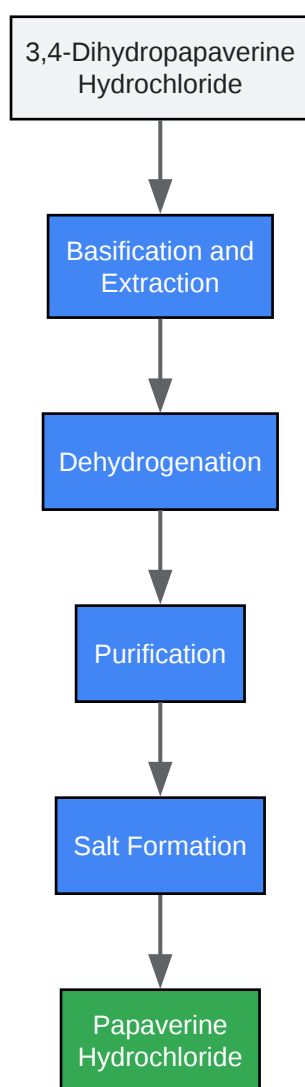 3,4-Dihydropapaverine
Hydrochloride
Basification and
Extraction
Dehydrogenation
Purification
Salt Formation
Papaverine
Hydrochloride